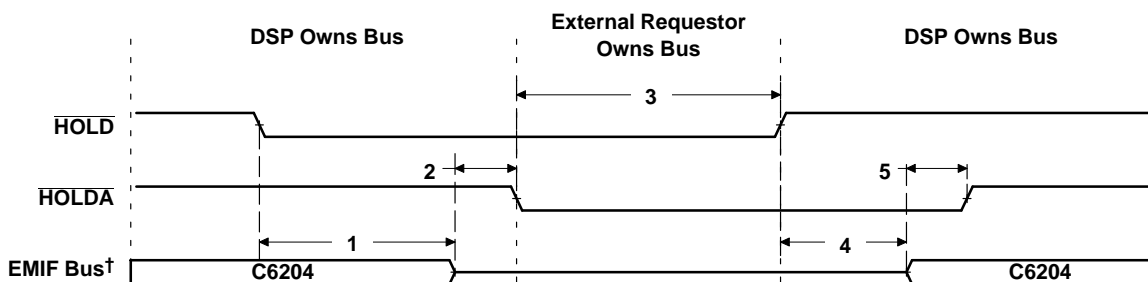 DSP Owns Bus
External Requestor
Owns Bus
DSP Owns Bus
3
HOLD
2
5
HOLDA
1
4
EMIF Bus†
C6204
C6204